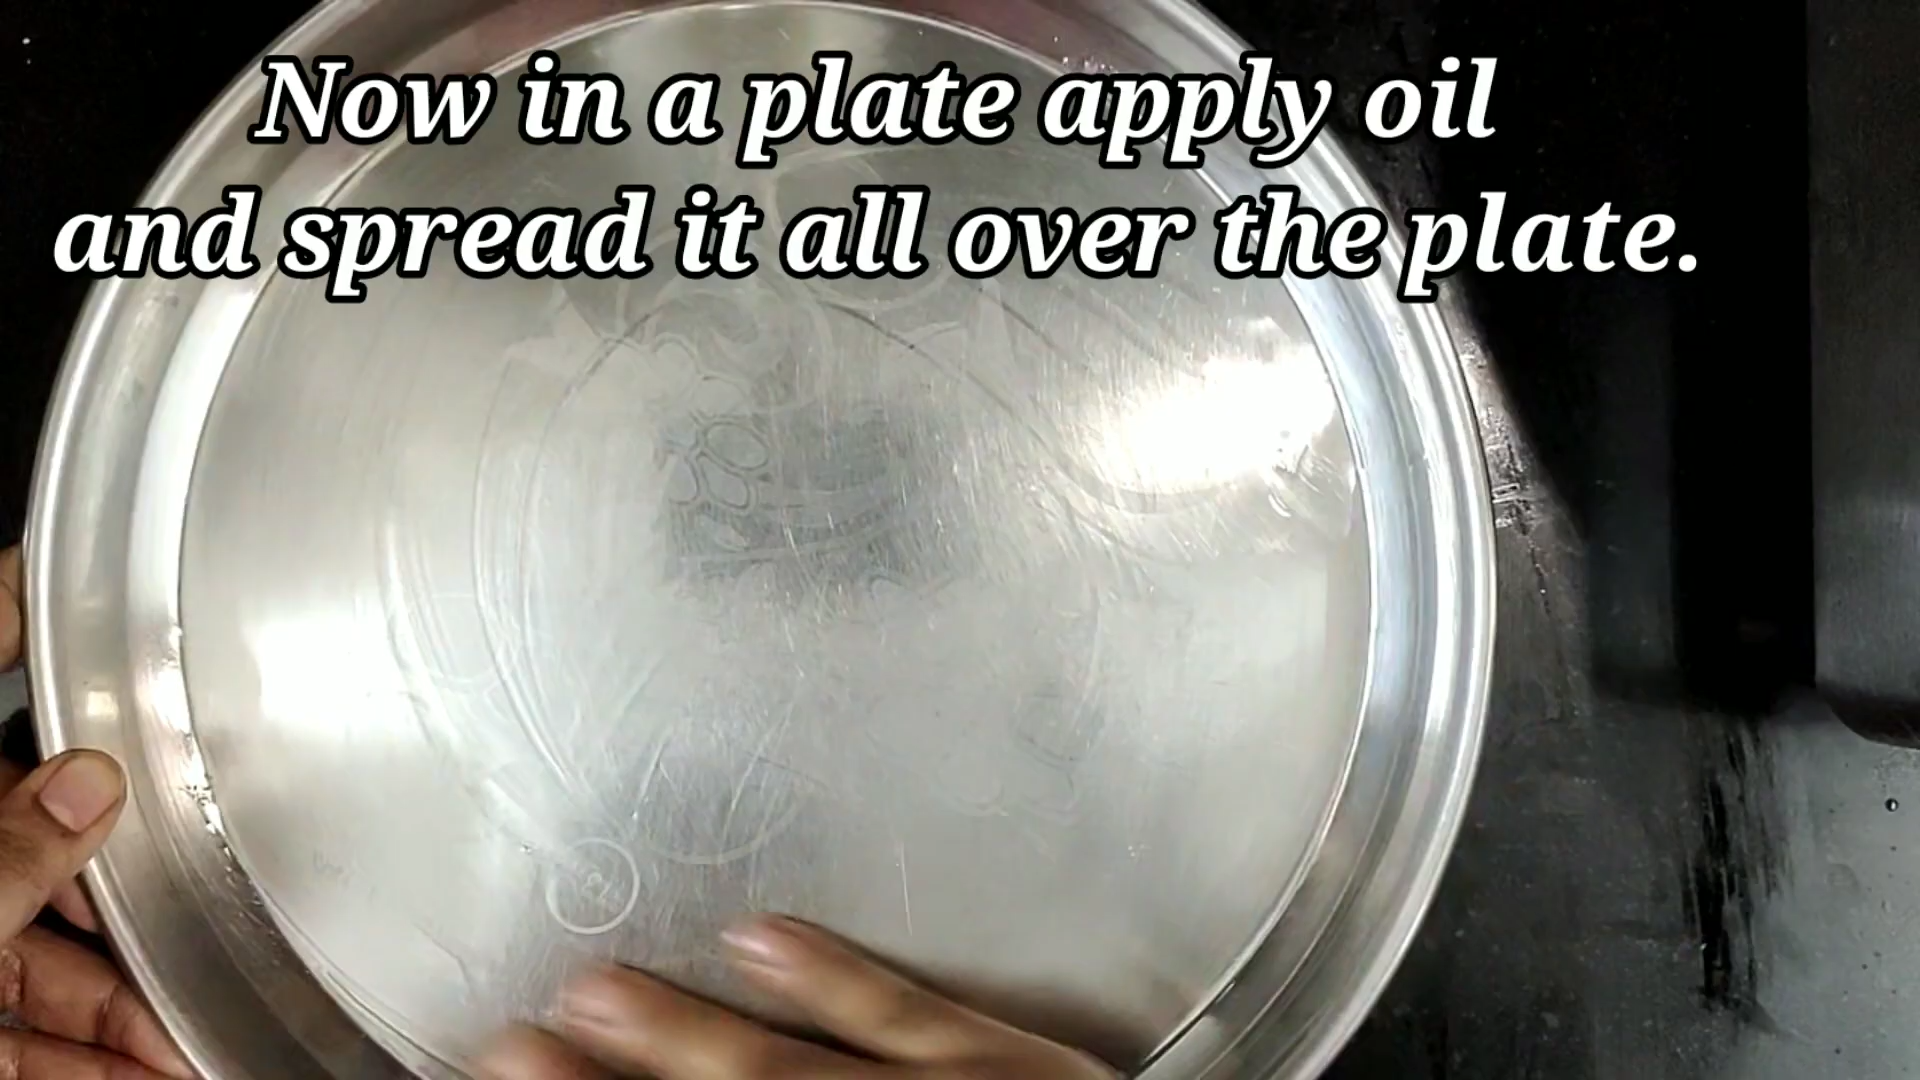 Now in a plate apply oil
and spread it all over the plate.